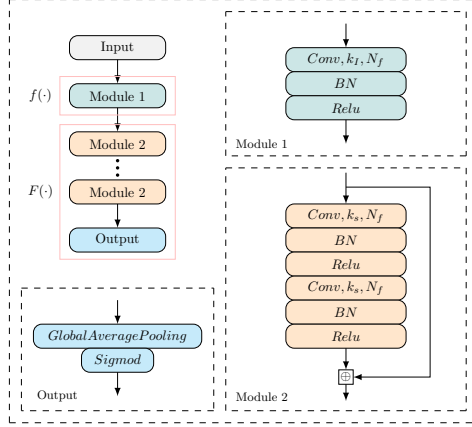 Input
f(·)
Module 1
Module 2
F(·)
Module 2
Output
GlobalAveragePooling
Sigmod
Output
Conv, k_I, N_f
BN
Relu
Module 1
Conv, k_s, N_f
BN
Relu
Conv, k_s, N_f
BN
Relu
⊕
Module 2